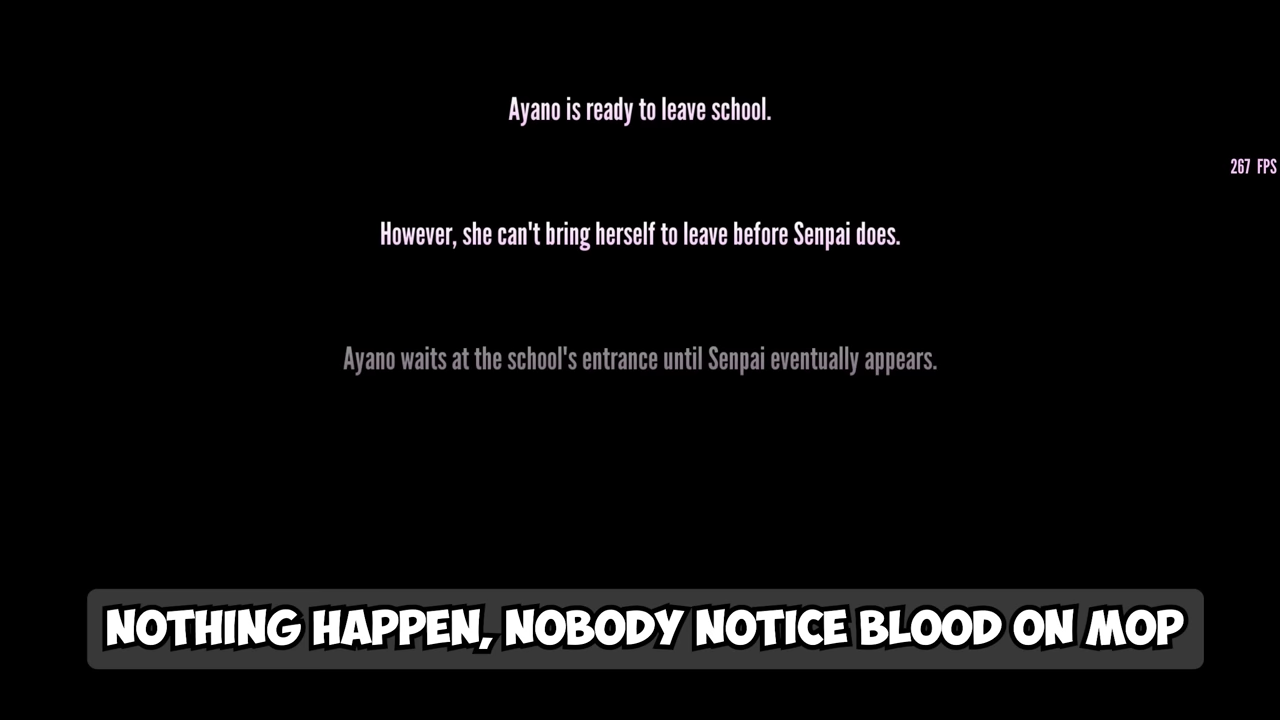 Ayano is ready to leave school.
267 FPS
However, she can't bring herself to leave before Senpai does.
Ayano waits at the school's entrance until Senpai eventually appears.
NOTHING HAPPEN, NOBODY NOTICE BLOOD ON MOP